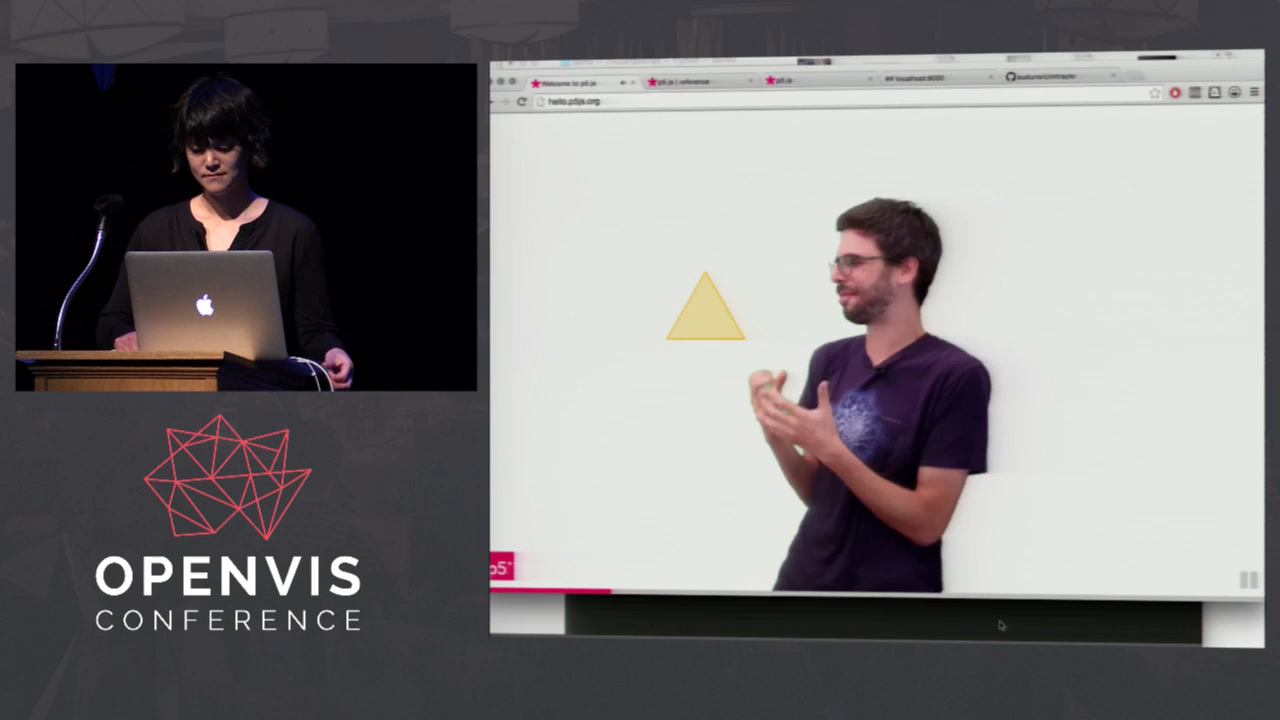 Welcome to p5.js
p5.js | reference
p5.js
localhost:8000
hello.p5js.org
p5*
OPENVIS
CONFERENCE